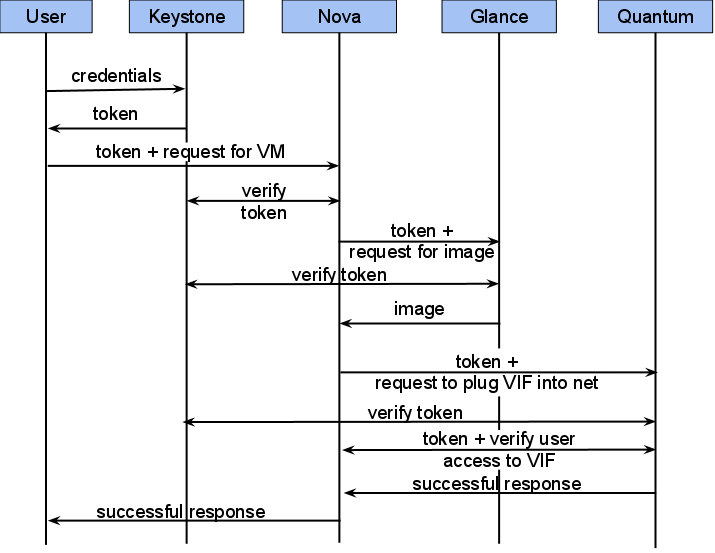 User
Keystone
Nova
Glance
Quantum
credentials
token
token + request for VM
verify
token
token +
request for image
verify token
image
token +
request to plug VIF into net
verify token
token + verify user
access to VIF
successful response
successful response